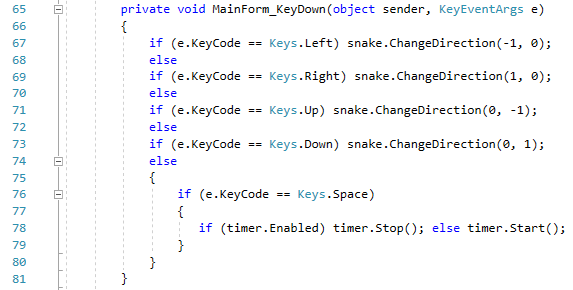 65 private void MainForm_KeyDown(object sender, KeyEventArgs e)
66 {
67 if (e.KeyCode == Keys.Left) snake.ChangeDirection(-1, 0);
68 else
69 if (e.KeyCode == Keys.Right) snake.ChangeDirection(1, 0);
70 else
71 if (e.KeyCode == Keys.Up) snake.ChangeDirection(0, -1);
72 else
73 if (e.KeyCode == Keys.Down) snake.ChangeDirection(0, 1);
74 else
75 {
76 if (e.KeyCode == Keys.Space)
77 {
78 if (timer.Enabled) timer.Stop(); else timer.Start();
79 }
80 }
81 }